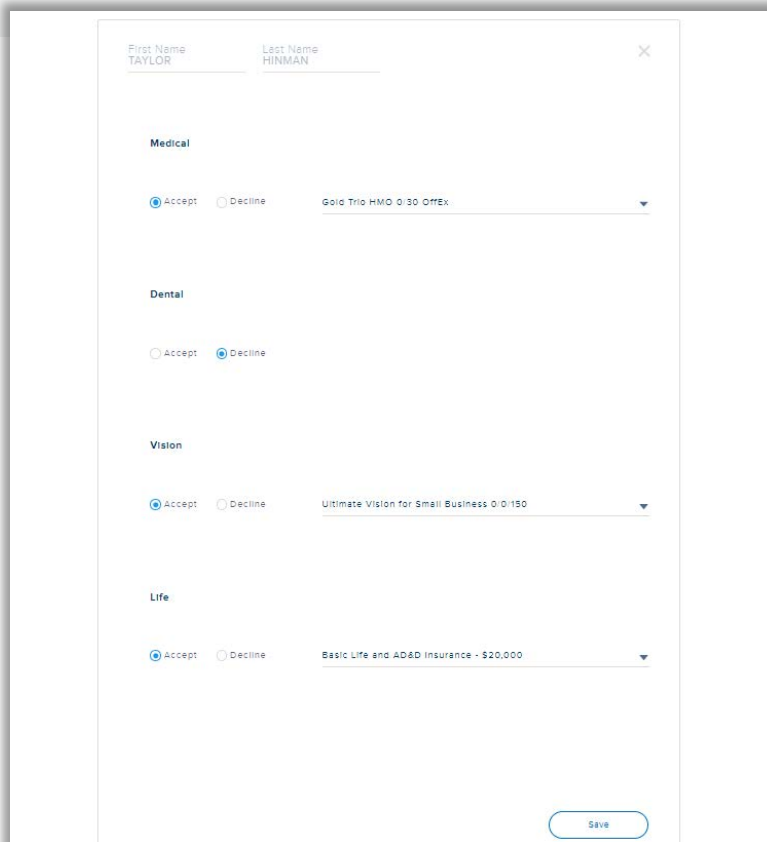 First Name Last Name
TAYLOR HINMAN
Medical
Accept Decline Gold Trio HMO 0/30 OffEx
Dental
Accept Decline
Vision
Accept Decline Ultimate Vision for Small Business 0/0/150
Life
Accept Decline Basic Life and AD&D Insurance - $20,000
Save